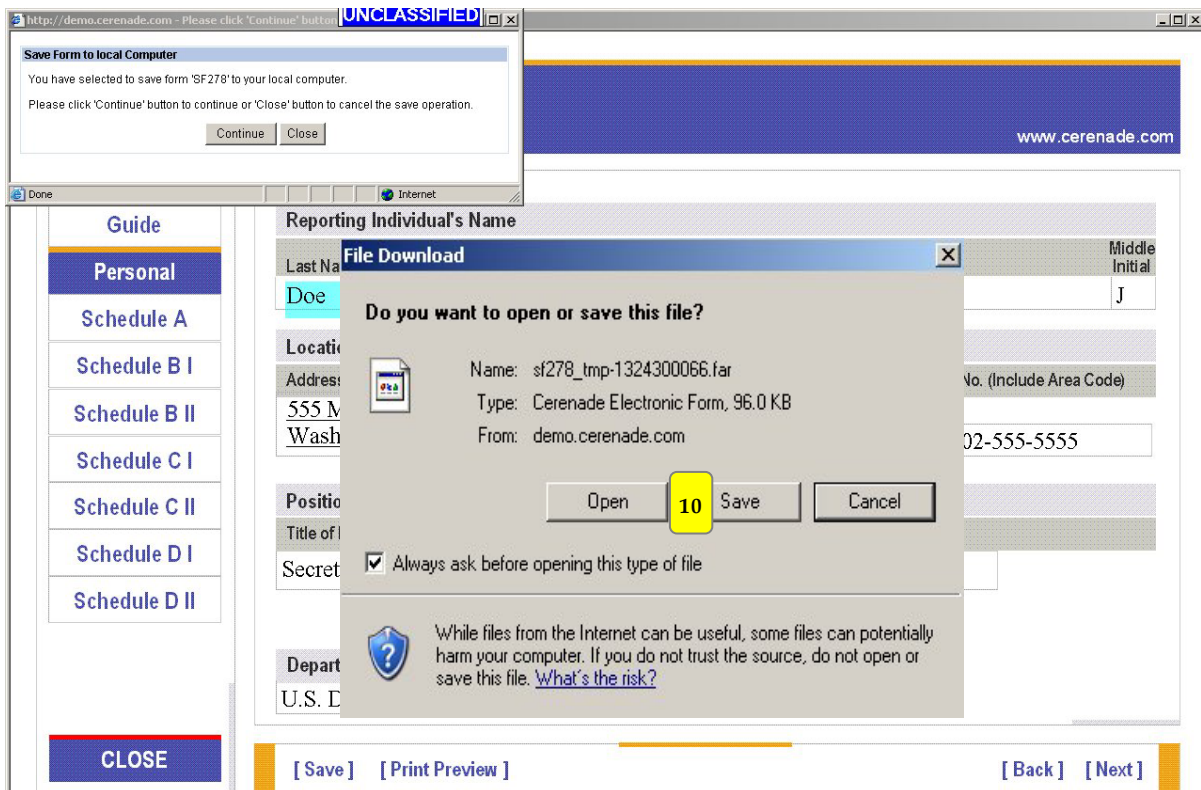 http://demo.cerenade.com - Please click 'Continue' button
UNCLASSIFIED
Save Form to local Computer
You have selected to save form 'SF278' to your local computer.
Please click 'Continue' button to continue or 'Close' button to cancel the save operation.
Continue Close
Done Internet
www.cerenade.com
Guide
Personal
Schedule A
Schedule B I
Schedule B II
Schedule C I
Schedule C II
Schedule D I
Schedule D II
CLOSE
Reporting Individual's Name
Last Na
Middle
Initial
Doe
J
Locatio
Address
No. (Include Area Code)
555 M
Wash
02-555-5555
Positio
Title of
Secret
Depart
U.S. D
File Download
Do you want to open or save this file?
Name: sf278_tmp-1324300066.far
Type: Cerenade Electronic Form, 96.0 KB
From: demo.cerenade.com
Open 10 Save Cancel
Always ask before opening this type of file
While files from the Internet can be useful, some files can potentially
harm your computer. If you do not trust the source, do not open or
save this file. What's the risk?
[ Save ] [ Print Preview ] [ Back ] [ Next ]